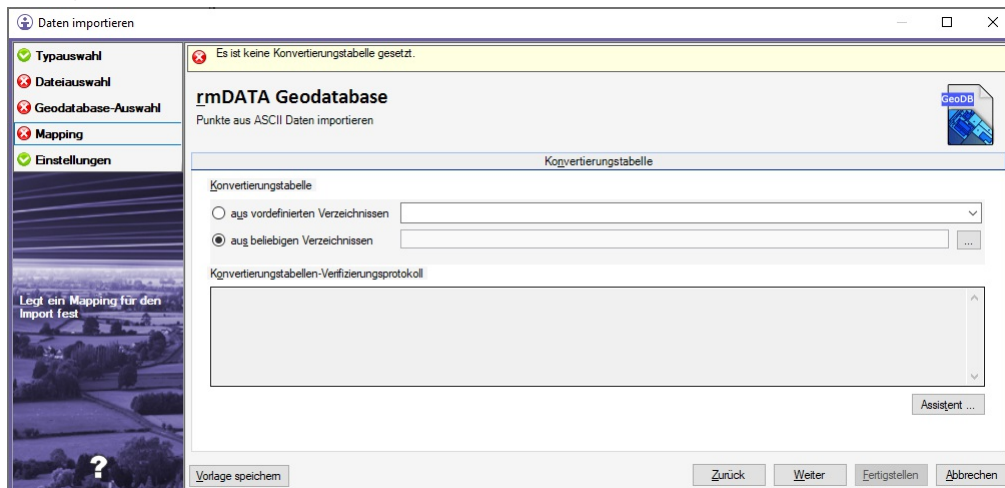 Daten importieren
Typauswahl
Dateiauswahl
Geodatabase-Auswahl
Mapping
Einstellungen
Legt ein Mapping für den
Import fest
?
Es ist keine Konvertierungstabelle gesetzt.
rmDATA Geodatabase
Punkte aus ASCII Daten importieren
GeoDB
Konvertierungstabelle
Konvertierungstabelle
aus vordefinierten Verzeichnissen
aus beliebigen Verzeichnissen
...
Konvertierungstabellen-Verifizierungsprotokoll
Assistent ...
Vorlage speichern
Zurück
Weiter
Fertigstellen
Abbrechen